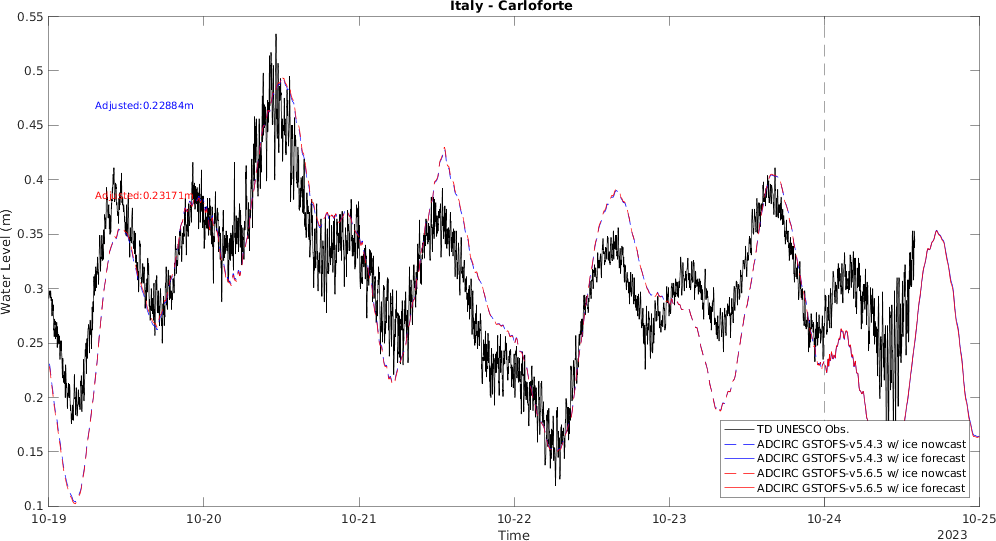 Italy - Carloforte
0.55
0.5
0.45
0.4
0.35
0.3
0.25
0.2
0.15
0.1
Water Level (m)
Adjusted:0.22884m
Adjusted:0.23171m
TD UNESCO Obs.
ADCIRC GSTOFS-v5.4.3 w/ ice nowcast
ADCIRC GSTOFS-v5.4.3 w/ ice forecast
ADCIRC GSTOFS-v5.6.5 w/ ice nowcast
ADCIRC GSTOFS-v5.6.5 w/ ice forecast
10-19 10-20 10-21 10-22 10-23 10-24 10-25
Time
2023